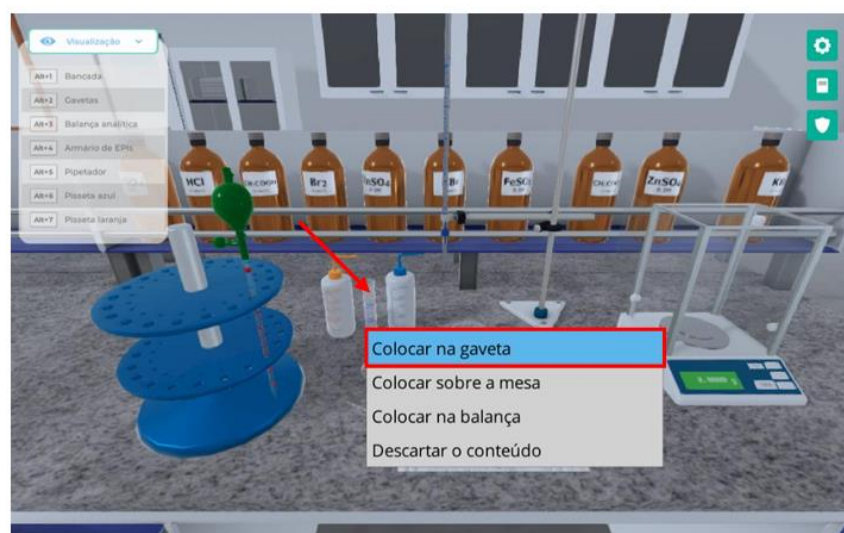 Visualização
Alt+1 Bancada
Alt+2 Gavetas
Alt+3 Balança analítica
Alt+4 Armário de EPIs
Alt+5 Pipetador
Alt+6 Pisseta azul
Alt+7 Pisseta laranja
HCl
Br2
FeSO4
ZnSO4
Colocar na gaveta
Colocar sobre a mesa
Colocar na balança
Descartar o conteúdo